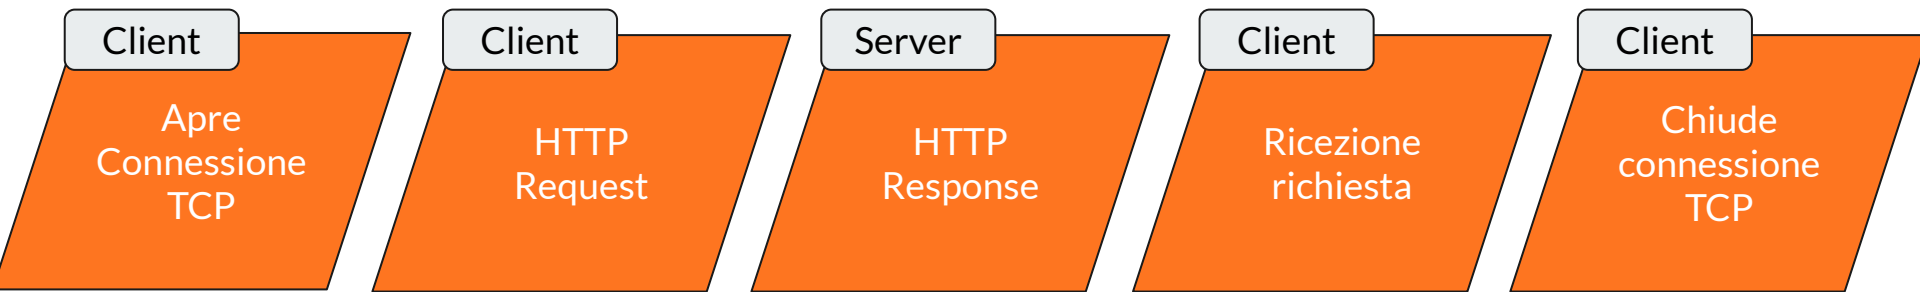 Client
Apre
Connessione
TCP
Client
HTTP
Request
Server
HTTP
Response
Client
Ricezione
richiesta
Client
Chiude
connessione
TCP